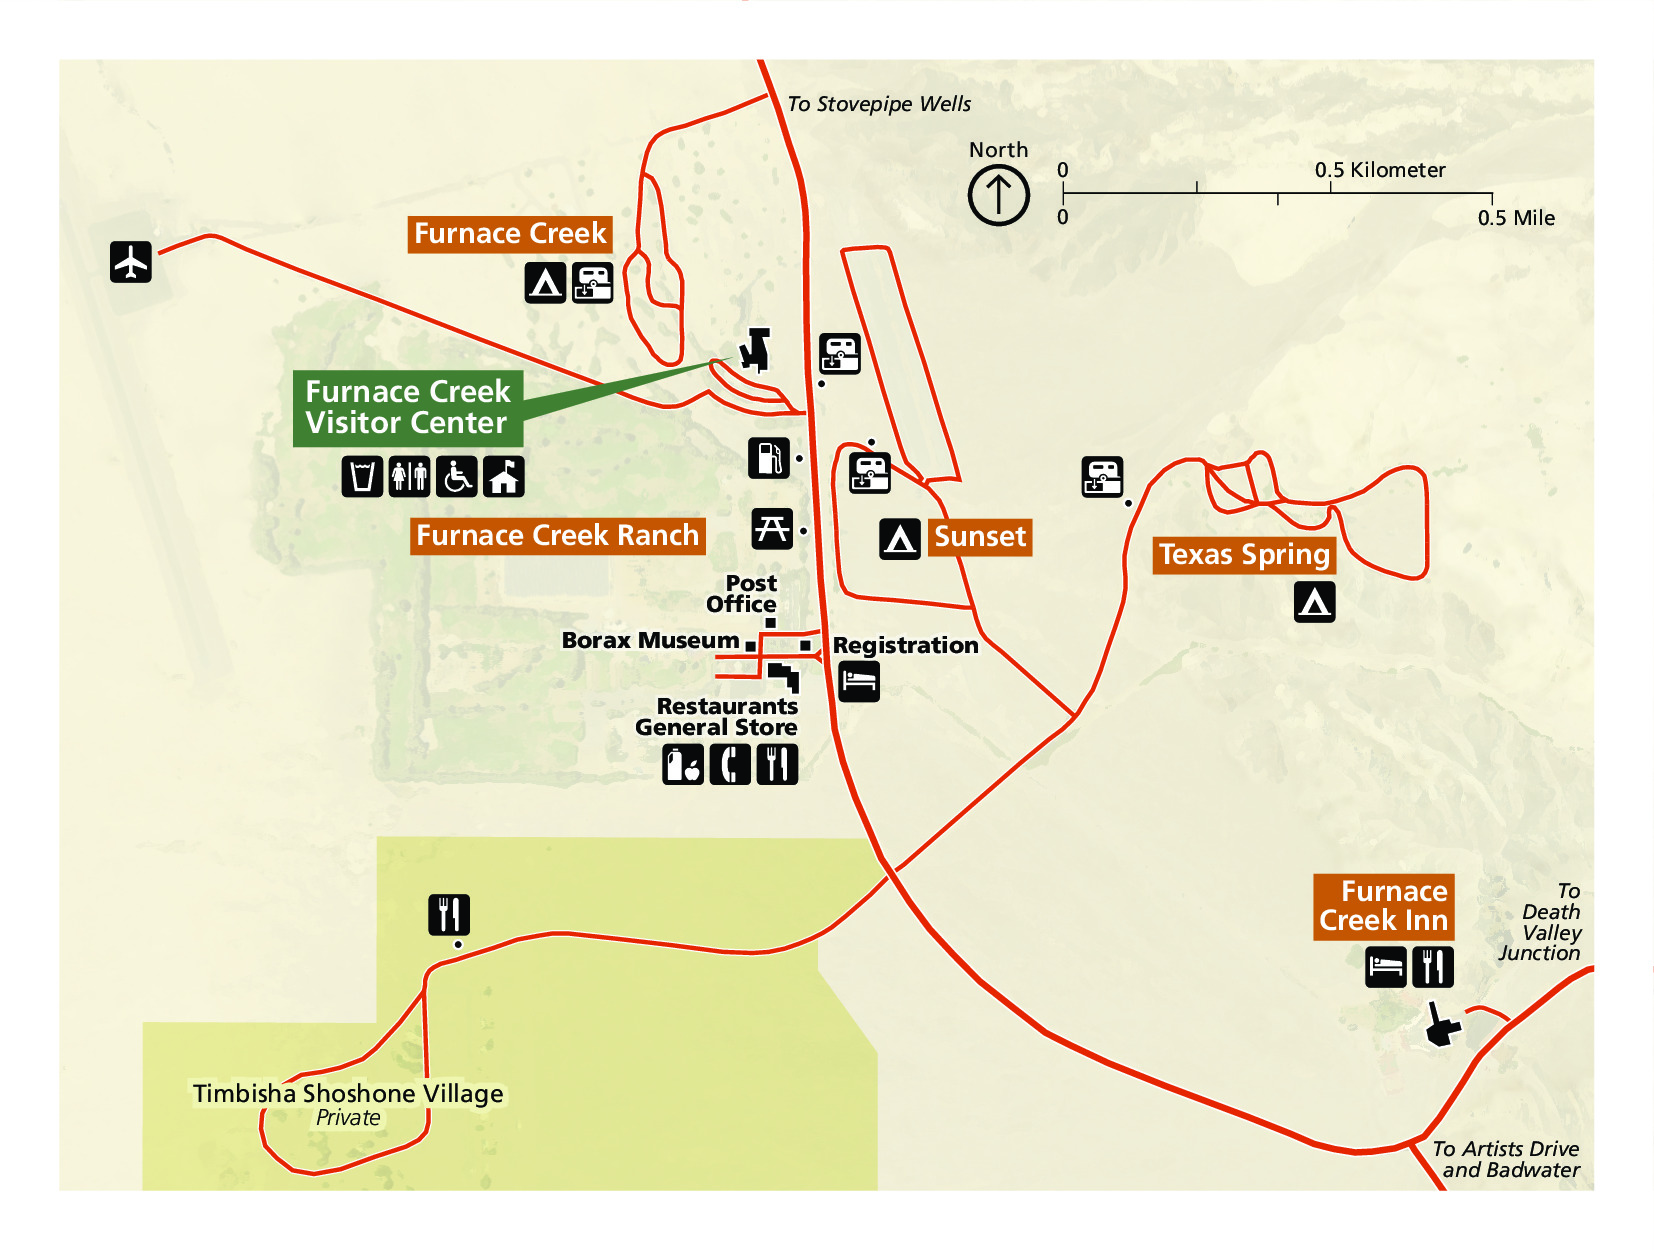 To Stovepipe Wells
North
0
0.5 Kilometer
0
0.5 Mile
Furnace Creek
Furnace Creek
Visitor Center
Furnace Creek Ranch
Sunset
Texas Spring
Post
Office
Borax Museum
Registration
Restaurants
General Store
Furnace
Creek Inn
To
Death
Valley
Junction
Timbisha Shoshone Village
Private
To Artists Drive
and Badwater